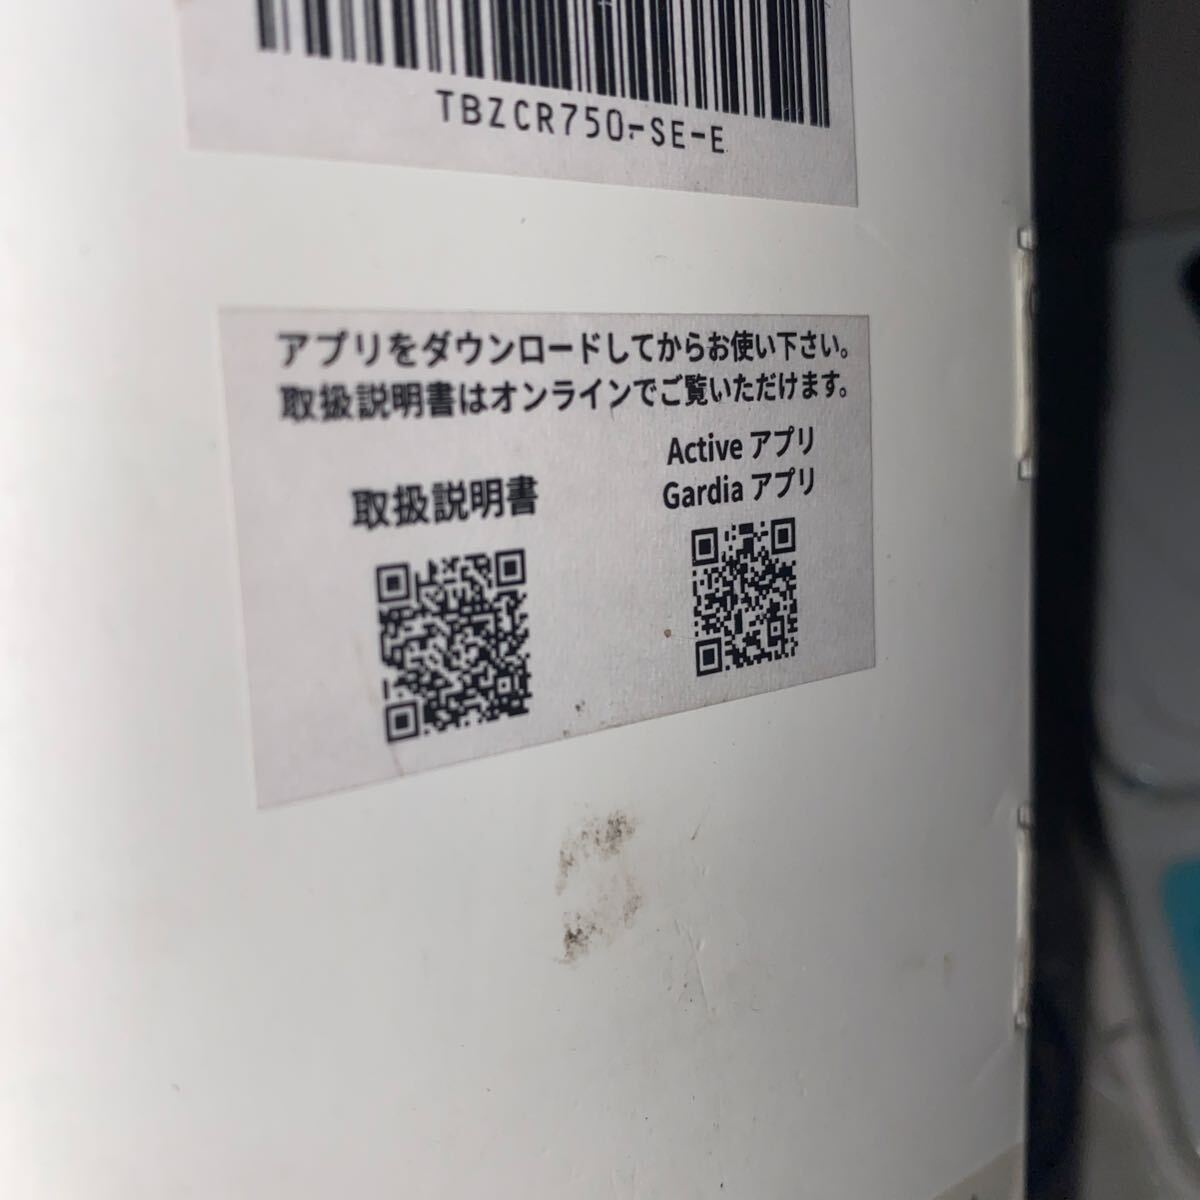 TBZCR750-SE-E
アプリをダウンロードしてからお使い下さい。
取扱説明書はオンラインでご覧いただけます。
取扱説明書
Active アプリ
Gardia アプリ